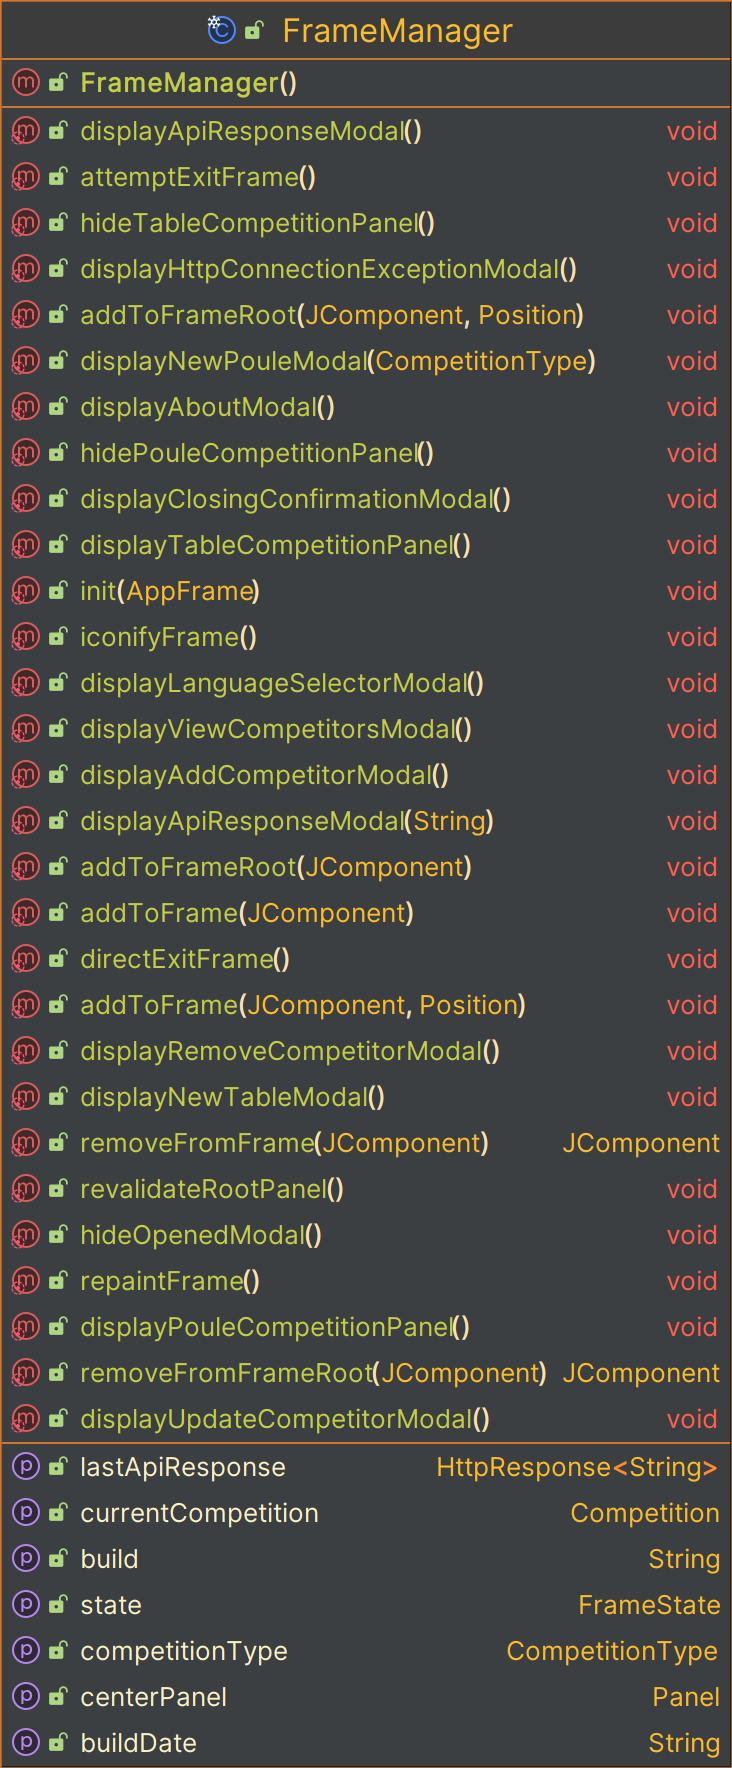 FrameManager
FrameManager()
displayApiResponseModal() void
attemptExitFrame() void
hideTableCompetitionPanel() void
displayHttpConnectionExceptionModal() void
addToFrameRoot(JComponent, Position) void
displayNewPouleModal(CompetitionType) void
displayAboutModal() void
hidePouleCompetitionPanel() void
displayClosingConfirmationModal() void
displayTableCompetitionPanel() void
init(AppFrame) void
iconifyFrame() void
displayLanguageSelectorModal() void
displayViewCompetitorsModal() void
displayAddCompetitorModal() void
displayApiResponseModal(String) void
addToFrameRoot(JComponent) void
addToFrame(JComponent) void
directExitFrame() void
addToFrame(JComponent, Position) void
displayRemoveCompetitorModal() void
displayNewTableModal() void
removeFromFrame(JComponent) JComponent
revalidateRootPanel() void
hideOpenedModal() void
repaintFrame() void
displayPouleCompetitionPanel() void
removeFromFrameRoot(JComponent) JComponent
displayUpdateCompetitorModal() void
lastApiResponse HttpResponse<String>
currentCompetition Competition
build String
state FrameState
competitionType CompetitionType
centerPanel Panel
buildDate String